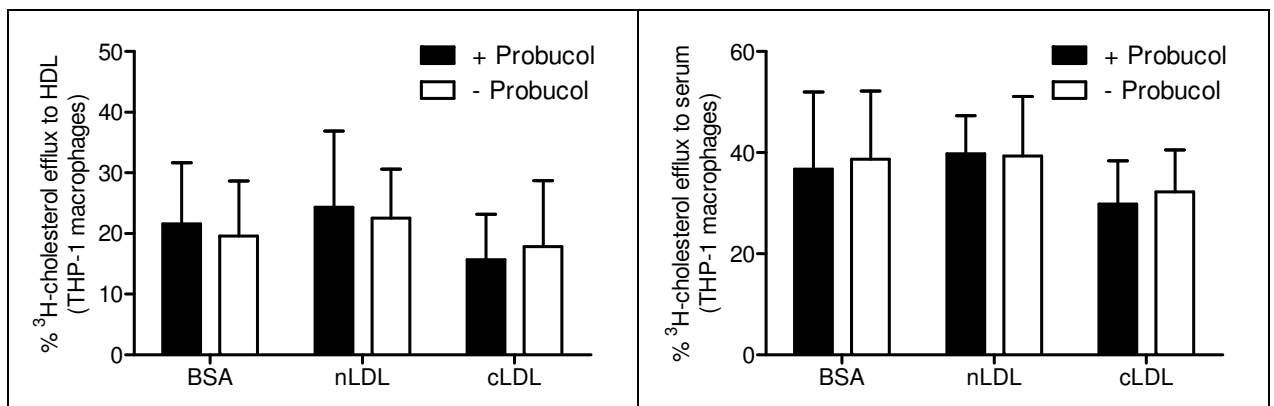 % ³H-cholesterol efflux to HDL
(THP-1 macrophages)
50
40
30
20
10
0
+ Probucol
- Probucol
BSA nLDL cLDL
% ³H-cholesterol efflux to serum
(THP-1 macrophages)
60
40
20
0
+ Probucol
- Probucol
BSA nLDL cLDL